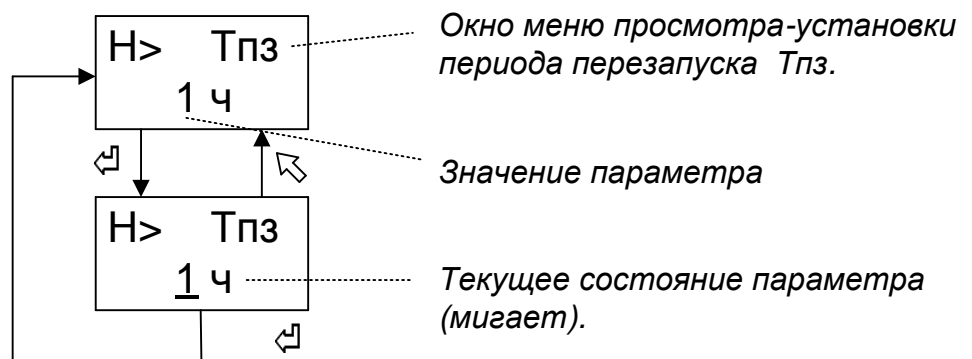 Н> Тпз
1 ч
Окно меню просмотра-установки
периода перезапуска Тпз.
Значение параметра
Н> Тпз
1 ч
Текущее состояние параметра
(мигает).